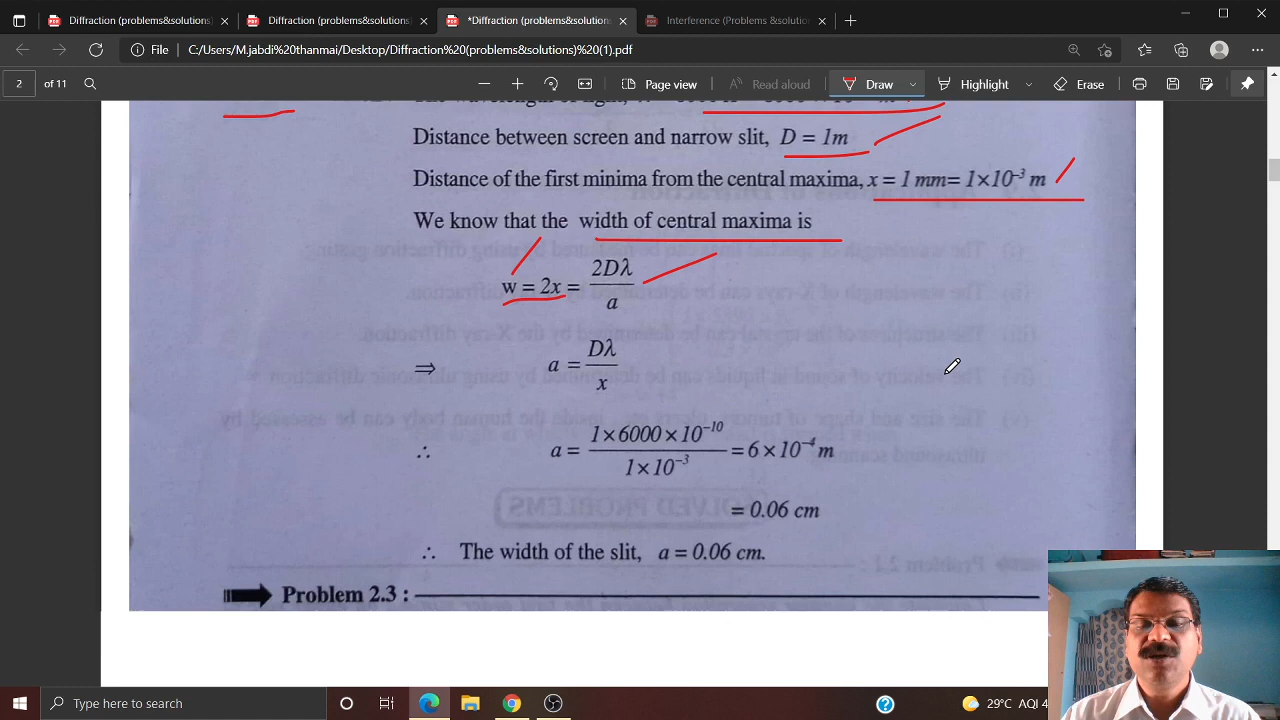 Diffraction (problems&solutions)
Diffraction (problems&solutions)
*Diffraction (problems&solution
Interference (Problems &solution
File C:/Users/M.jabdi%20thanmai/Desktop/Diffraction%20(problems&solutions)%20(1).pdf
2 of 11 Page view Read aloud Draw Highlight Erase
Distance between screen and narrow slit, D = 1m
Distance of the first minima from the central maxima, x = 1 mm= 1×10⁻³ m
We know that the width of central maxima is
w = 2x = 2Dλ/a
⇒ a = Dλ/x
∴ a = 1×6000×10⁻¹⁰/1×10⁻³ = 6×10⁻⁴ m
= 0.06 cm
∴ The width of the slit, a = 0.06 cm.
Problem 2.3 :
Type here to search
29°C AQI 4